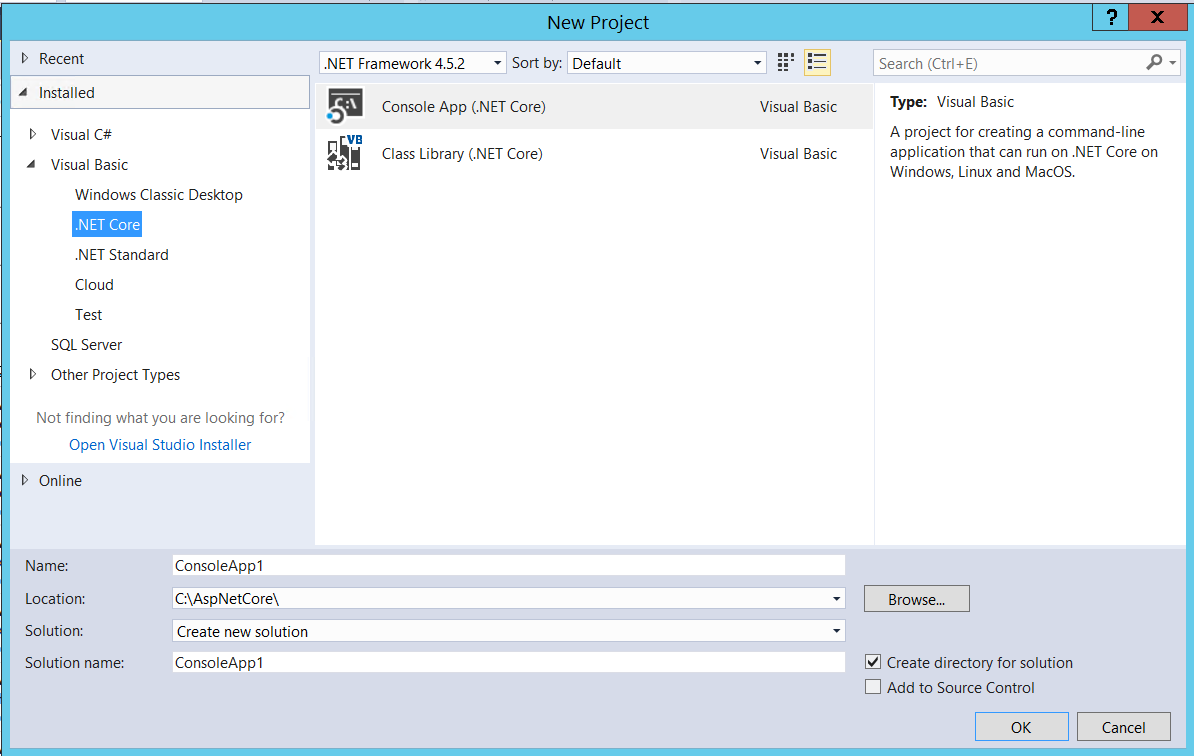 New Project
?
X
Recent
Installed
Visual C#
Visual Basic
Windows Classic Desktop
.NET Core
.NET Standard
Cloud
Test
SQL Server
Other Project Types
Not finding what you are looking for?
Open Visual Studio Installer
Online
.NET Framework 4.5.2 Sort by: Default
Search (Ctrl+E)
C:\ Console App (.NET Core) Visual Basic
VB Class Library (.NET Core) Visual Basic
Type: Visual Basic
A project for creating a command-line
application that can run on .NET Core on
Windows, Linux and MacOS.
Name: ConsoleApp1
Location: C:\AspNetCore\ Browse...
Solution: Create new solution
Solution name: ConsoleApp1
Create directory for solution
Add to Source Control
OK Cancel